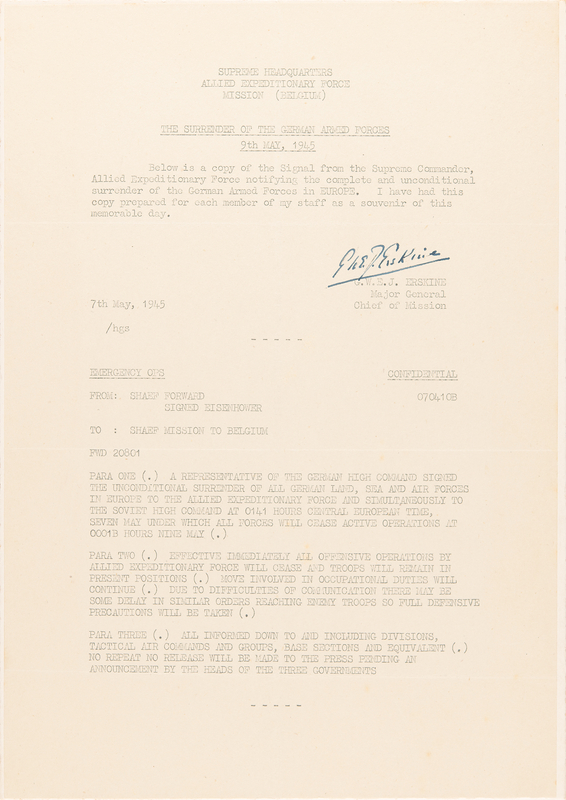 SUPREME HEADQUARTERS
ALLIED EXPEDITIONARY FORCE
MISSION (BELGIUM)
THE SURRENDER OF THE GERMAN ARMED FORCES
9th MAY, 1945
Below is a copy of the Signal from the Supreme Commander,
Allied Expeditionary Force notifying the complete and unconditional
surrender of the German Armed Forces in EUROPE. I have had this
copy prepared for each member of my staff as a souvenir of this
memorable day.
G.W.E.J. Erskine
G.W.E.J. ERSKINE
Major General
7th May, 1945 Chief of Mission
/hgs
- - - - -
EMERGENCY OPS CONFIDENTIAL
FROM: SHAEF FORWARD 070410B
SIGNED EISENHOWER
TO : SHAEF MISSION TO BELGIUM
FWD 20801
PARA ONE (.) A REPRESENTATIVE OF THE GERMAN HIGH COMMAND SIGNED
THE UNCONDITIONAL SURRENDER OF ALL GERMAN LAND, SEA AND AIR FORCES
IN EUROPE TO THE ALLIED EXPEDITIONARY FORCE AND SIMULTANEOUSLY TO
THE SOVIET HIGH COMMAND AT 0141 HOURS CENTRAL EUROPEAN TIME,
SEVEN MAY UNDER WHICH ALL FORCES WILL CEASE ACTIVE OPERATIONS AT
0001B HOURS NINE MAY (.)
PARA TWO (.) EFFECTIVE IMMEDIATELY ALL OFFENSIVE OPERATIONS BY
ALLIED EXPEDITIONARY FORCE WILL CEASE AND TROOPS WILL REMAIN IN
PRESENT POSITIONS (.) MOVE INVOLVED IN OCCUPATIONAL DUTIES WILL
CONTINUE (.) DUE TO DIFFICULTIES OF COMMUNICATION THERE MAY BE
SOME DELAY IN SIMILAR ORDERS REACHING ENEMY TROOPS SO FULL DEFENSIVE
PRECAUTIONS WILL BE TAKEN (.)
PARA THREE (.) ALL INFORMED DOWN TO AND INCLUDING DIVISIONS,
TACTICAL AIR COMMANDS AND GROUPS, BASE SECTIONS AND EQUIVALENT (.)
NO REPEAT NO RELEASE WILL BE MADE TO THE PRESS PENDING AN
ANNOUNCEMENT BY THE HEADS OF THE THREE GOVERNMENTS
- - - - -